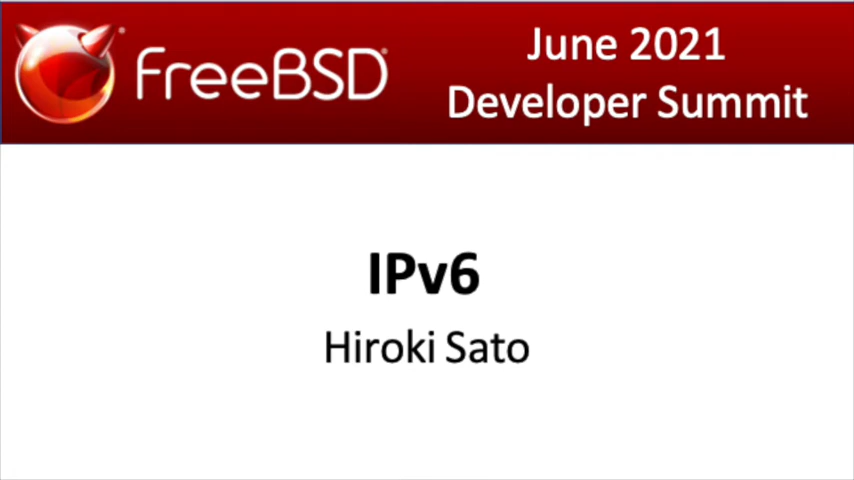 FreeBSD
June 2021
Developer Summit
IPv6
Hiroki Sato